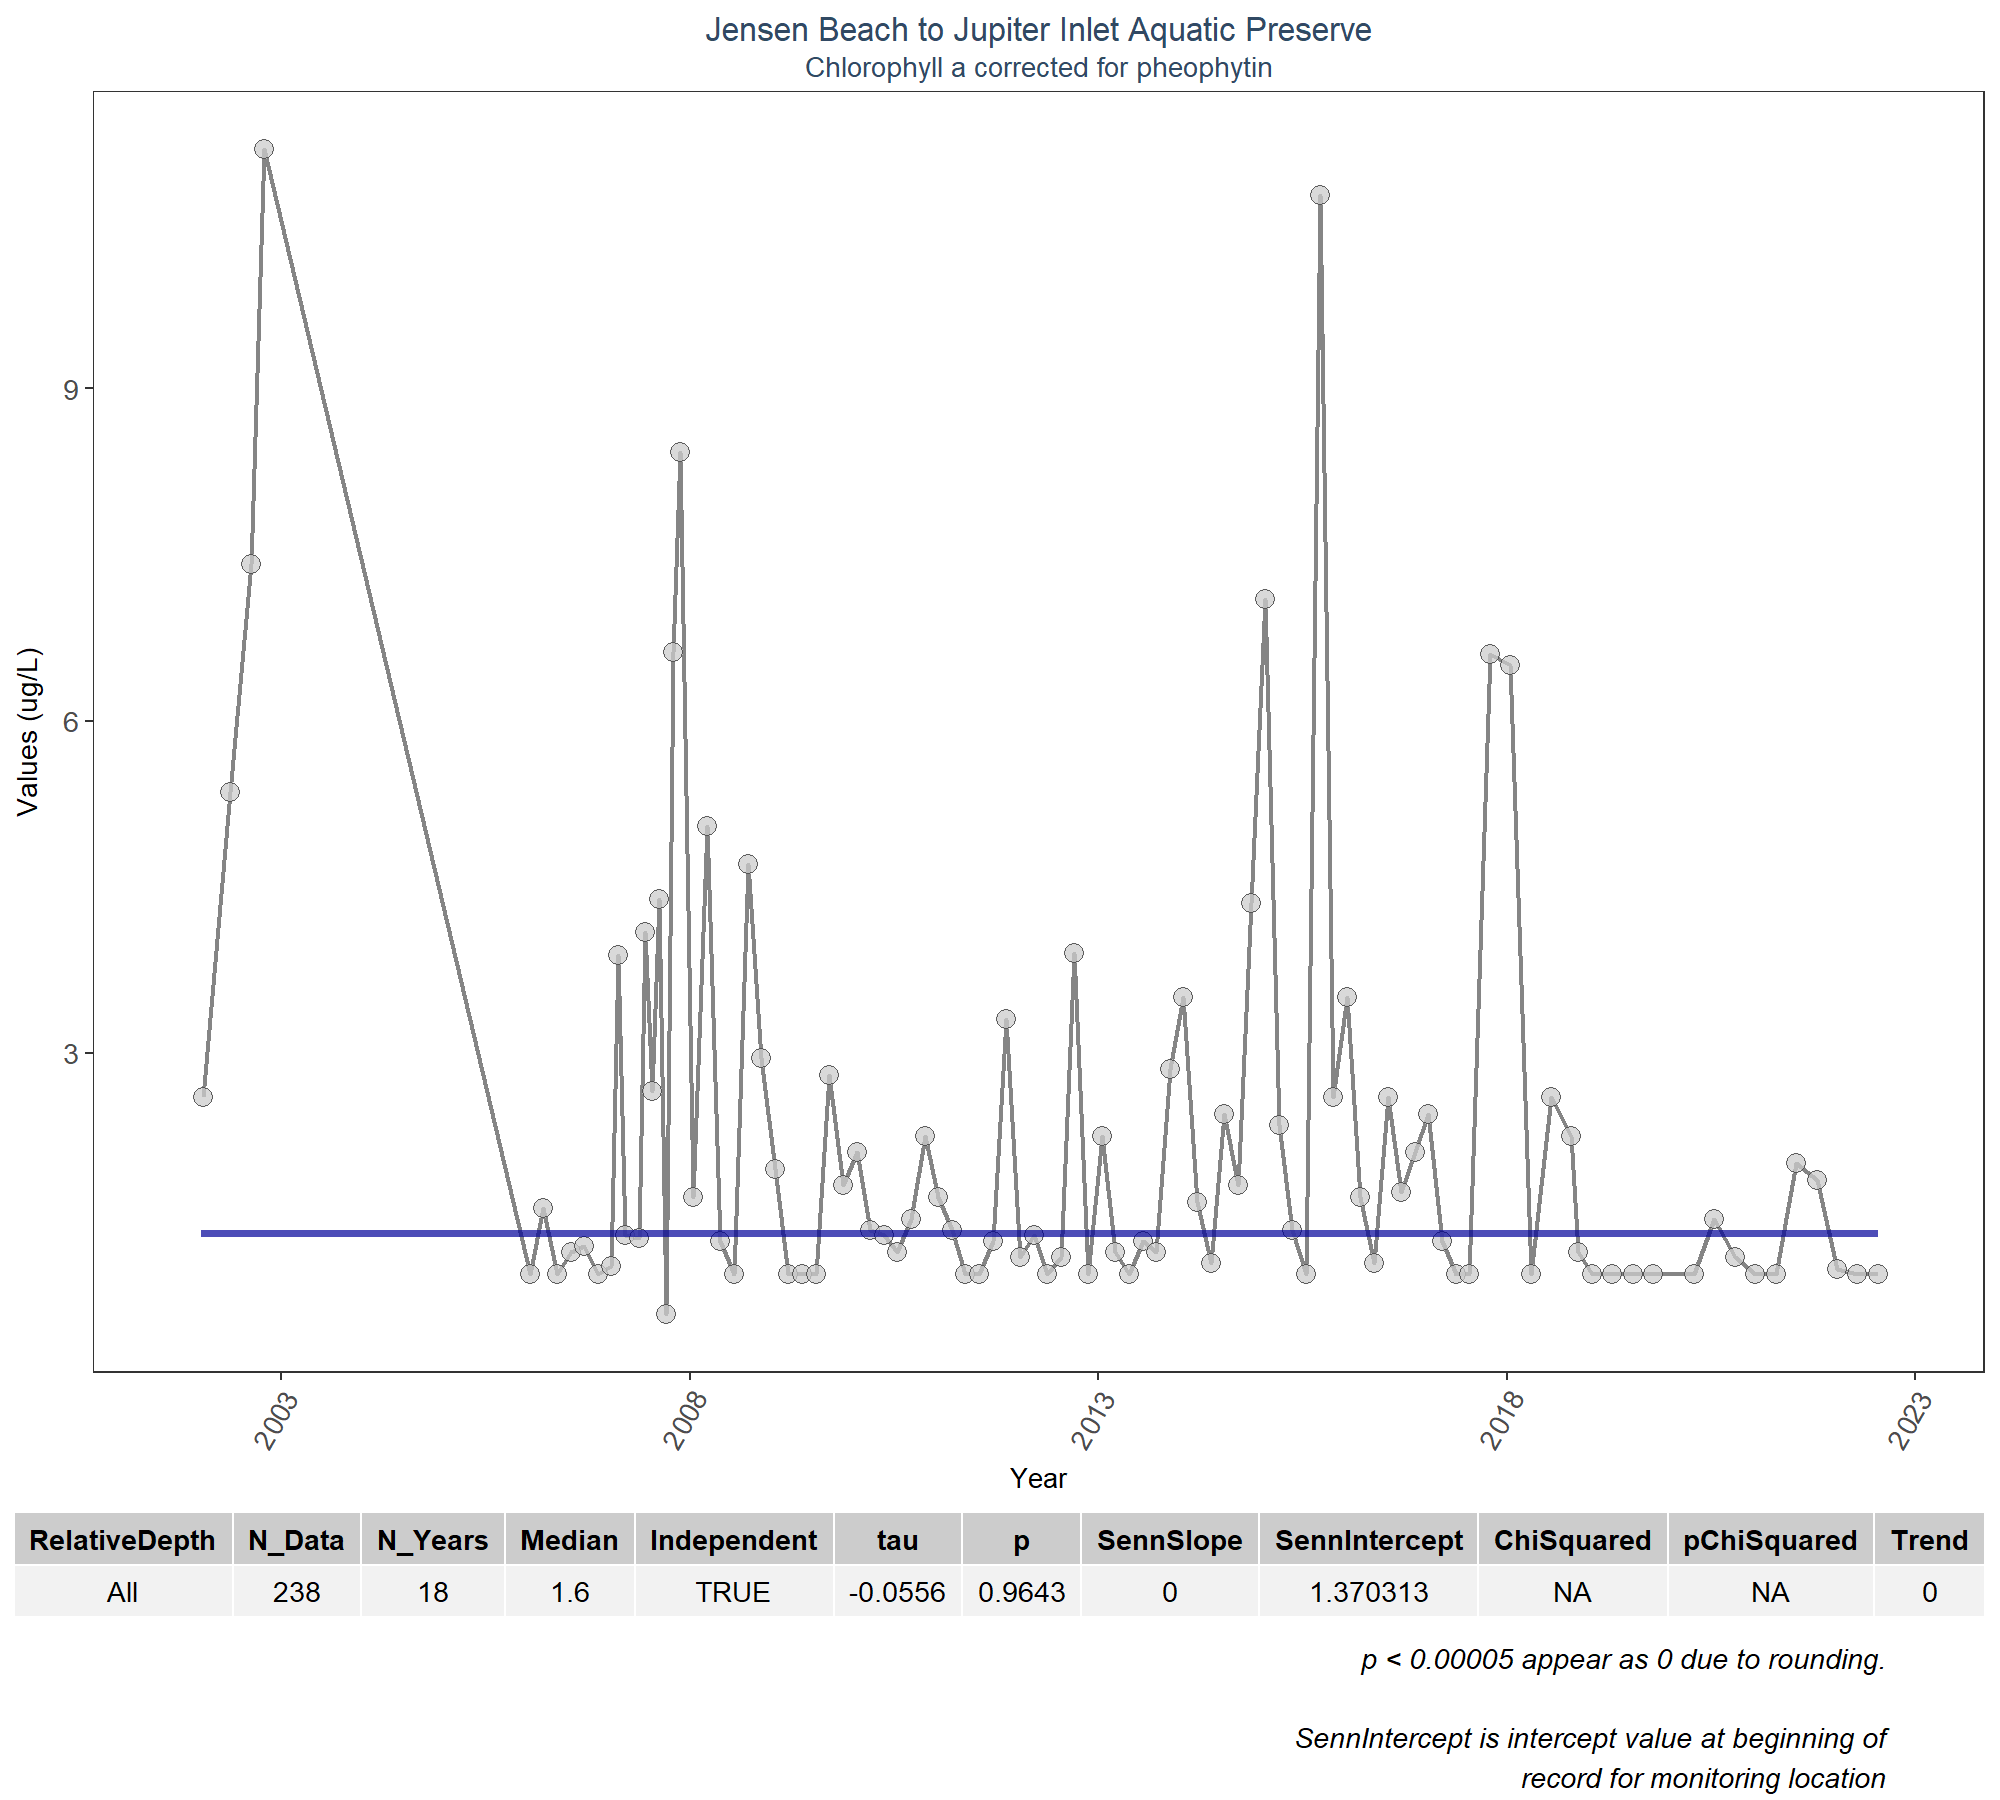 Jensen Beach to Jupiter Inlet Aquatic Preserve
Chlorophyll a corrected for pheophytin
Values (ug/L)
9
6
3
2003
2008
2013
2018
2023
Year
RelativeDepth N_Data N_Years Median Independent tau p SennSlope SennIntercept ChiSquared pChiSquared Trend
All 238 18 1.6 TRUE -0.0556 0.9643 0 1.370313 NA NA 0
p < 0.00005 appear as 0 due to rounding.
SennIntercept is intercept value at beginning of
record for monitoring location